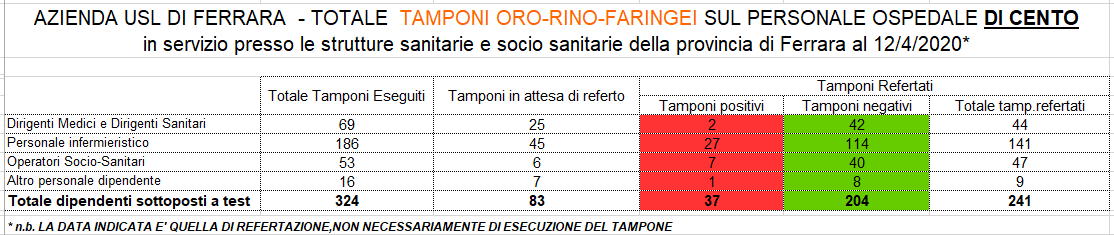 AZIENDA USL DI FERRARA - TOTALE TAMPONI ORO-RINO-FARINGEI SUL PERSONALE OSPEDALE DI CENTO
in servizio presso le strutture sanitarie e socio sanitarie della provincia di Ferrara al 12/4/2020*
Tamponi Refertati
Totale Tamponi Eseguiti Tamponi in attesa di referto
Tamponi positivi Tamponi negativi Totale tamp.refertati
Dirigenti Medici e Dirigenti Sanitari 69 25 2 42 44
Personale infermieristico 186 45 27 114 141
Operatori Socio-Sanitari 53 6 7 40 47
Altro personale dipendente 16 7 1 8 9
Totale dipendenti sottoposti a test 324 83 37 204 241
* n.b. LA DATA INDICATA E' QUELLA DI REFERTAZIONE,NON NECESSARIAMENTE DI ESECUZIONE DEL TAMPONE